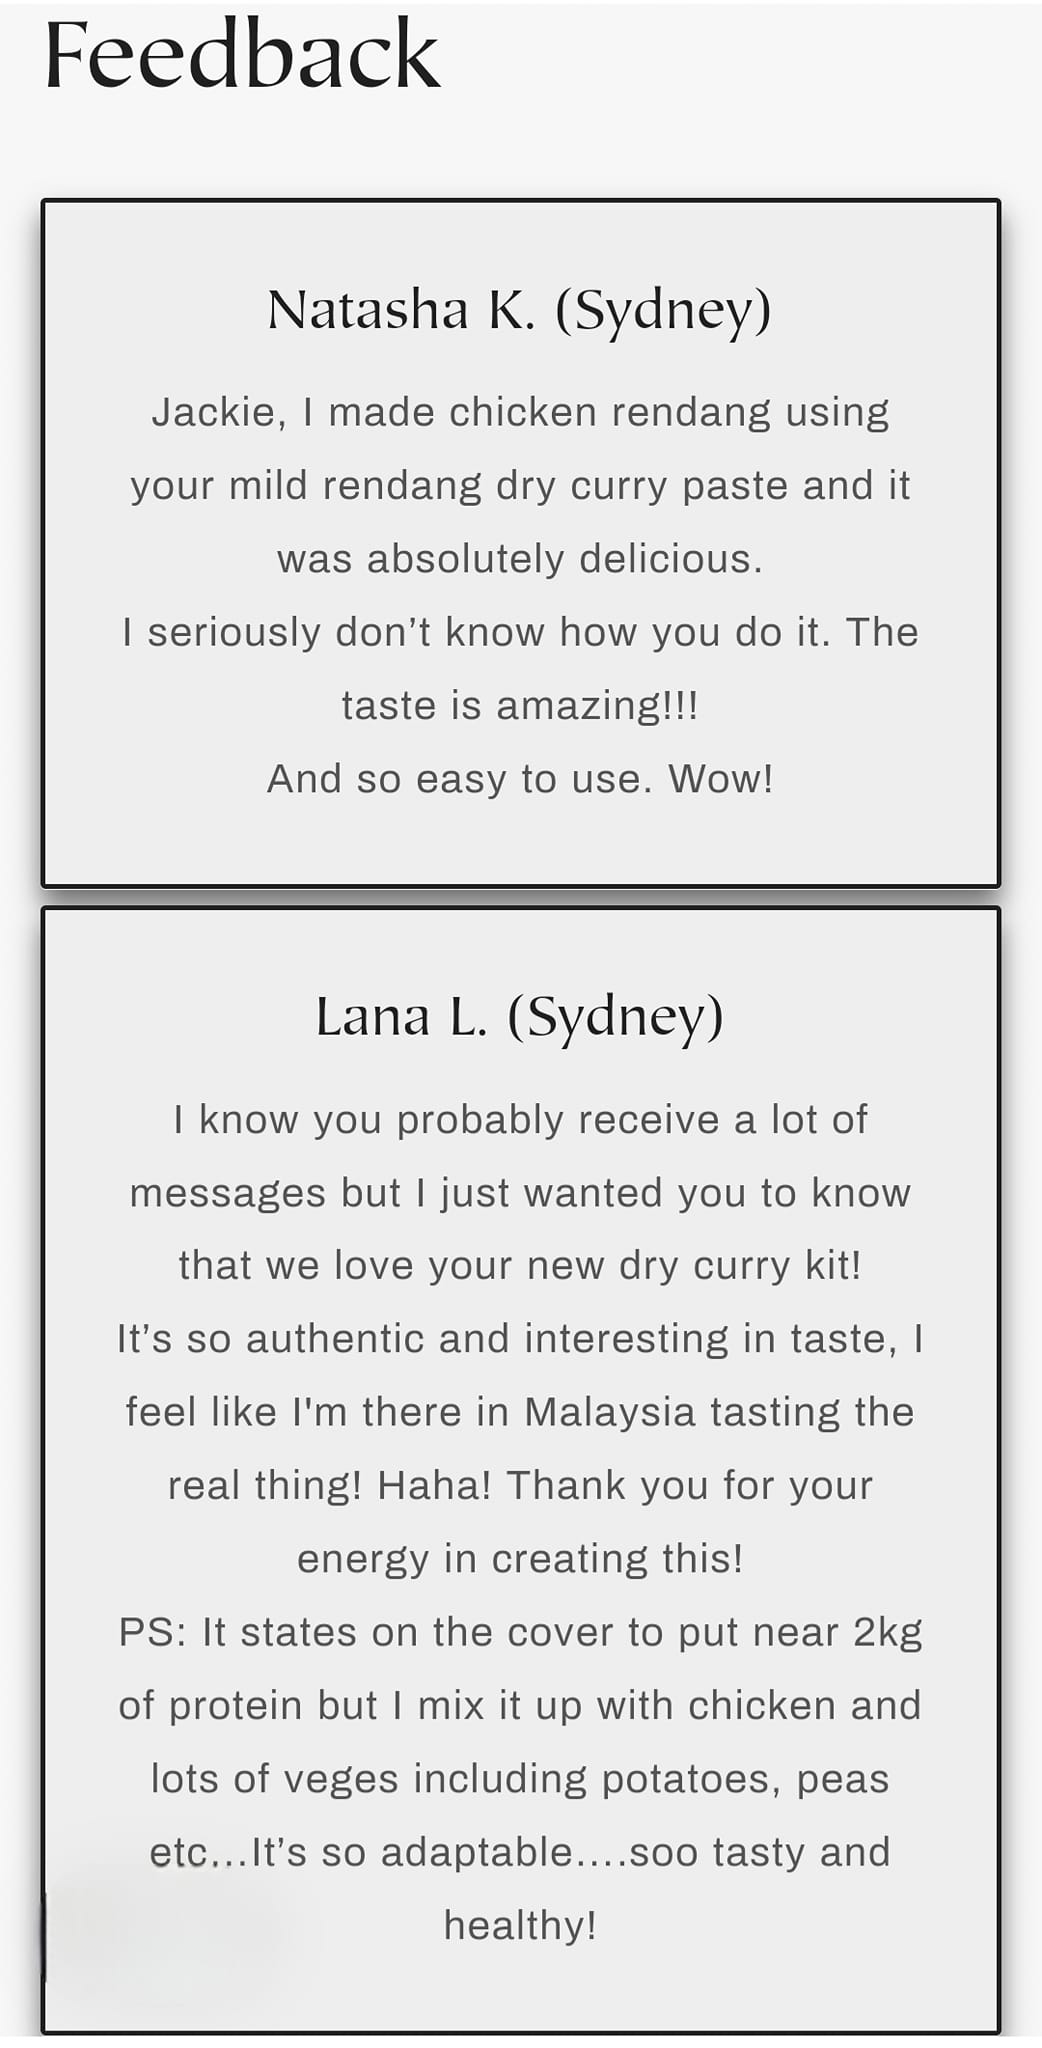 Feedback
Natasha K. (Sydney)
Jackie, I made chicken rendang using
your mild rendang dry curry paste and it
was absolutely delicious.
I seriously don’t know how you do it. The
taste is amazing!!!
And so easy to use. Wow!
Lana L. (Sydney)
I know you probably receive a lot of
messages but I just wanted you to know
that we love your new dry curry kit!
It’s so authentic and interesting in taste, I
feel like I'm there in Malaysia tasting the
real thing! Haha! Thank you for your
energy in creating this!
PS: It states on the cover to put near 2kg
of protein but I mix it up with chicken and
lots of veges including potatoes, peas
etc...It’s so adaptable....soo tasty and
healthy!